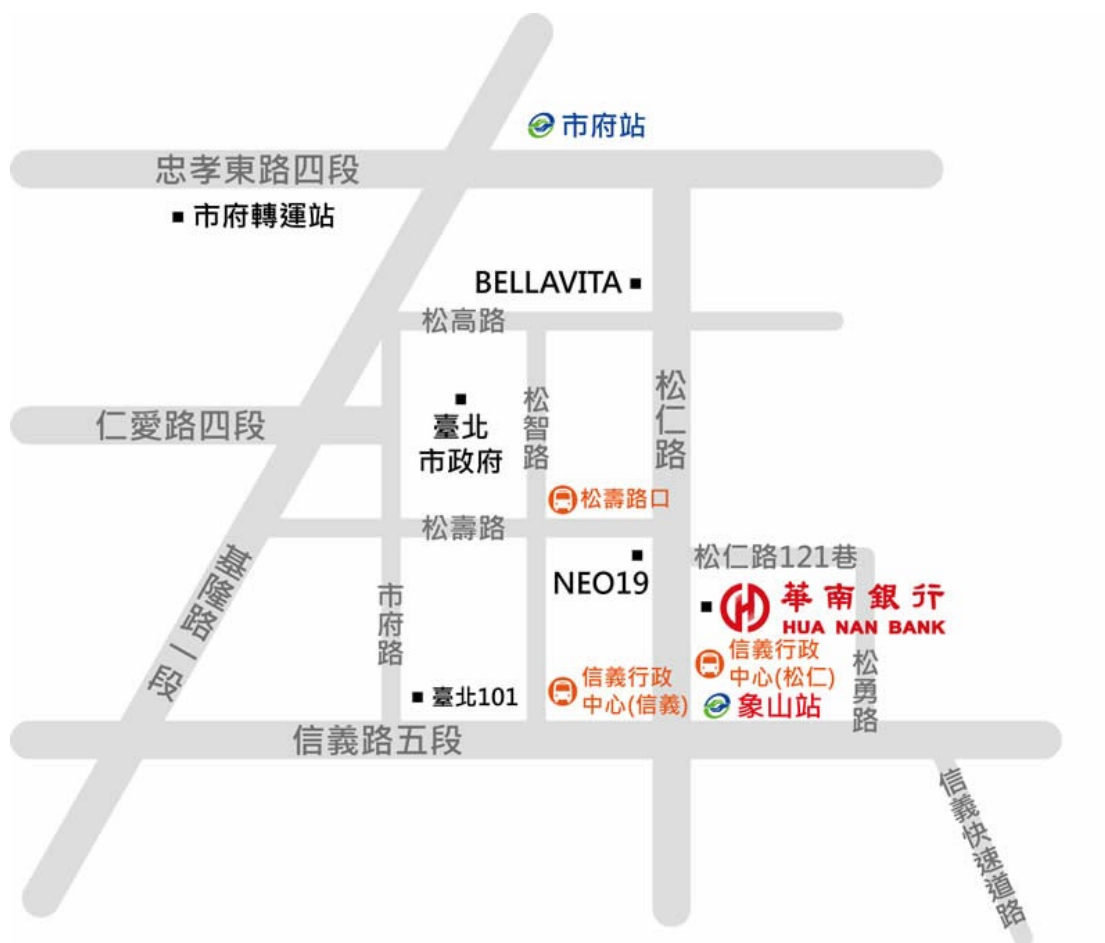 市府站
忠孝東路四段
市府轉運站
BELLAVITA
松高路
松仁路
松智路
仁愛路四段
臺北
市政府
松壽路口
松壽路
松仁路121巷
NEO19
華南銀行
HUA NAN BANK
基隆路一段
市府路
信義行政
中心(松仁)
松勇路
信義行政
中心(信義)
臺北101
象山站
信義路五段
信義快速道路